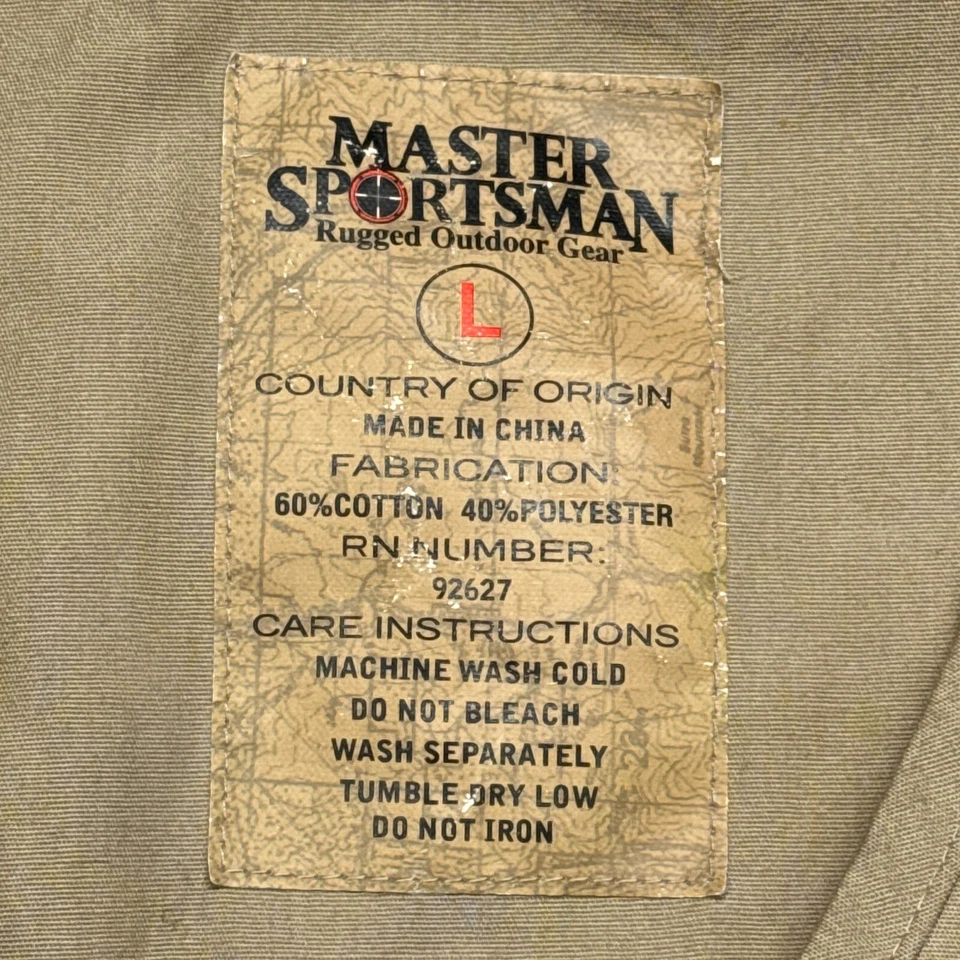 MASTER
SPORTSMAN
Rugged Outdoor Gear
L
COUNTRY OF ORIGIN
MADE IN CHINA
FABRICATION:
60%COTTON 40%POLYESTER
RN NUMBER:
92627
CARE INSTRUCTIONS
MACHINE WASH COLD
DO NOT BLEACH
WASH SEPARATELY
TUMBLE DRY LOW
DO NOT IRON